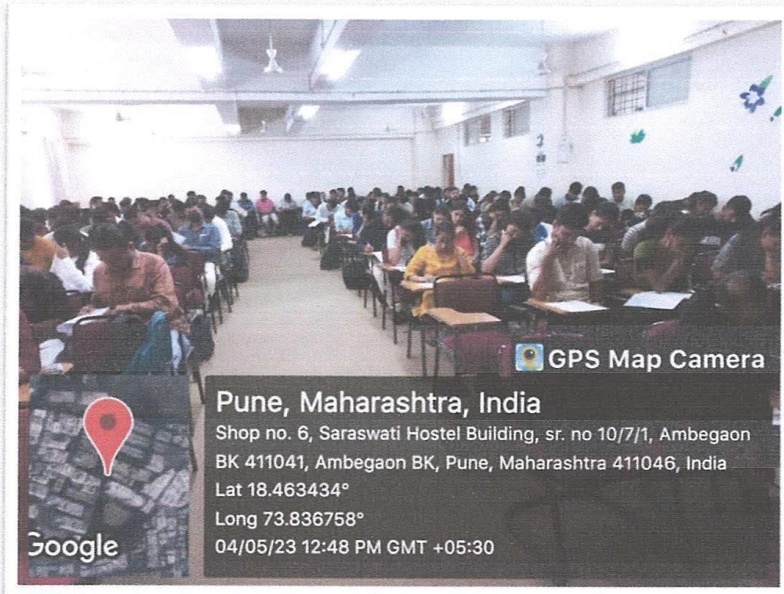 GPS Map Camera
Pune, Maharashtra, India
Shop no. 6, Saraswati Hostel Building, sr. no 10/7/1, Ambegaon
BK 411041, Ambegaon BK, Pune, Maharashtra 411046, India
Lat 18.463434°
Long 73.836758°
04/05/23 12:48 PM GMT +05:30
Google